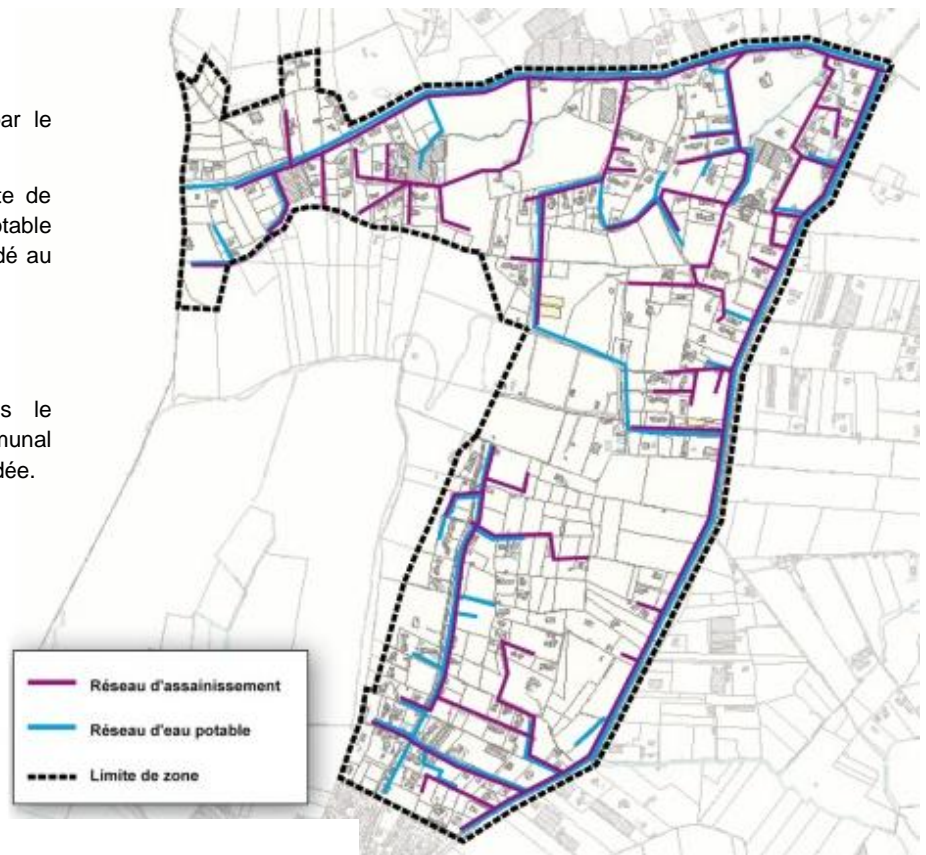 ar le
te de
otable
dé au
s le
munal
dée.
Réseau d'assainissement
Réseau d'eau potable
Limite de zone